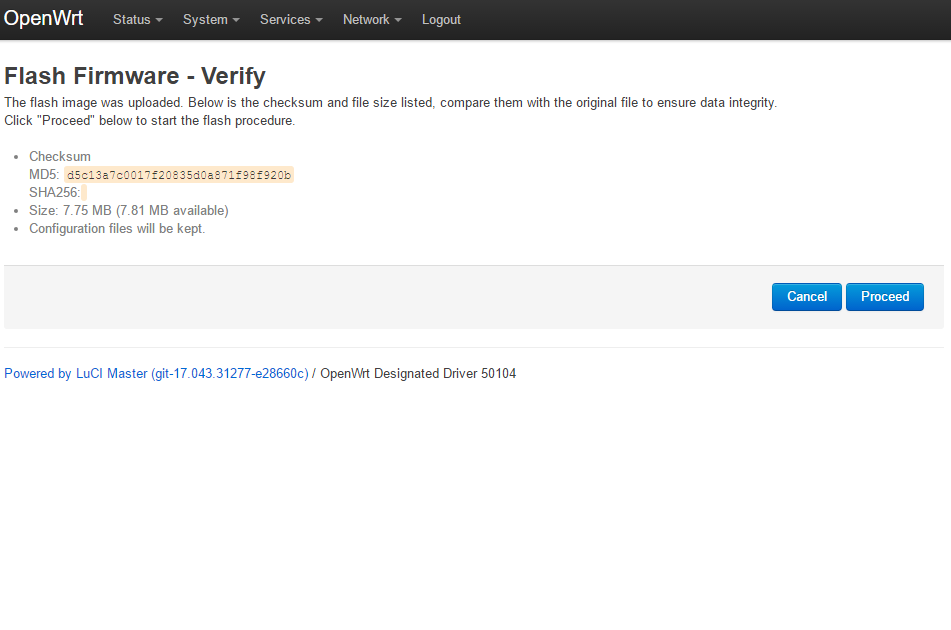 OpenWrt Status System Services Network Logout
Flash Firmware - Verify
The flash image was uploaded. Below is the checksum and file size listed, compare them with the original file to ensure data integrity.
Click "Proceed" below to start the flash procedure.
Checksum
MD5: d5c13a7c0017f20835d0a871f98f920b
SHA256:
Size: 7.75 MB (7.81 MB available)
Configuration files will be kept.
Cancel Proceed
Powered by LuCI Master (git-17.043.31277-e28660c) / OpenWrt Designated Driver 50104